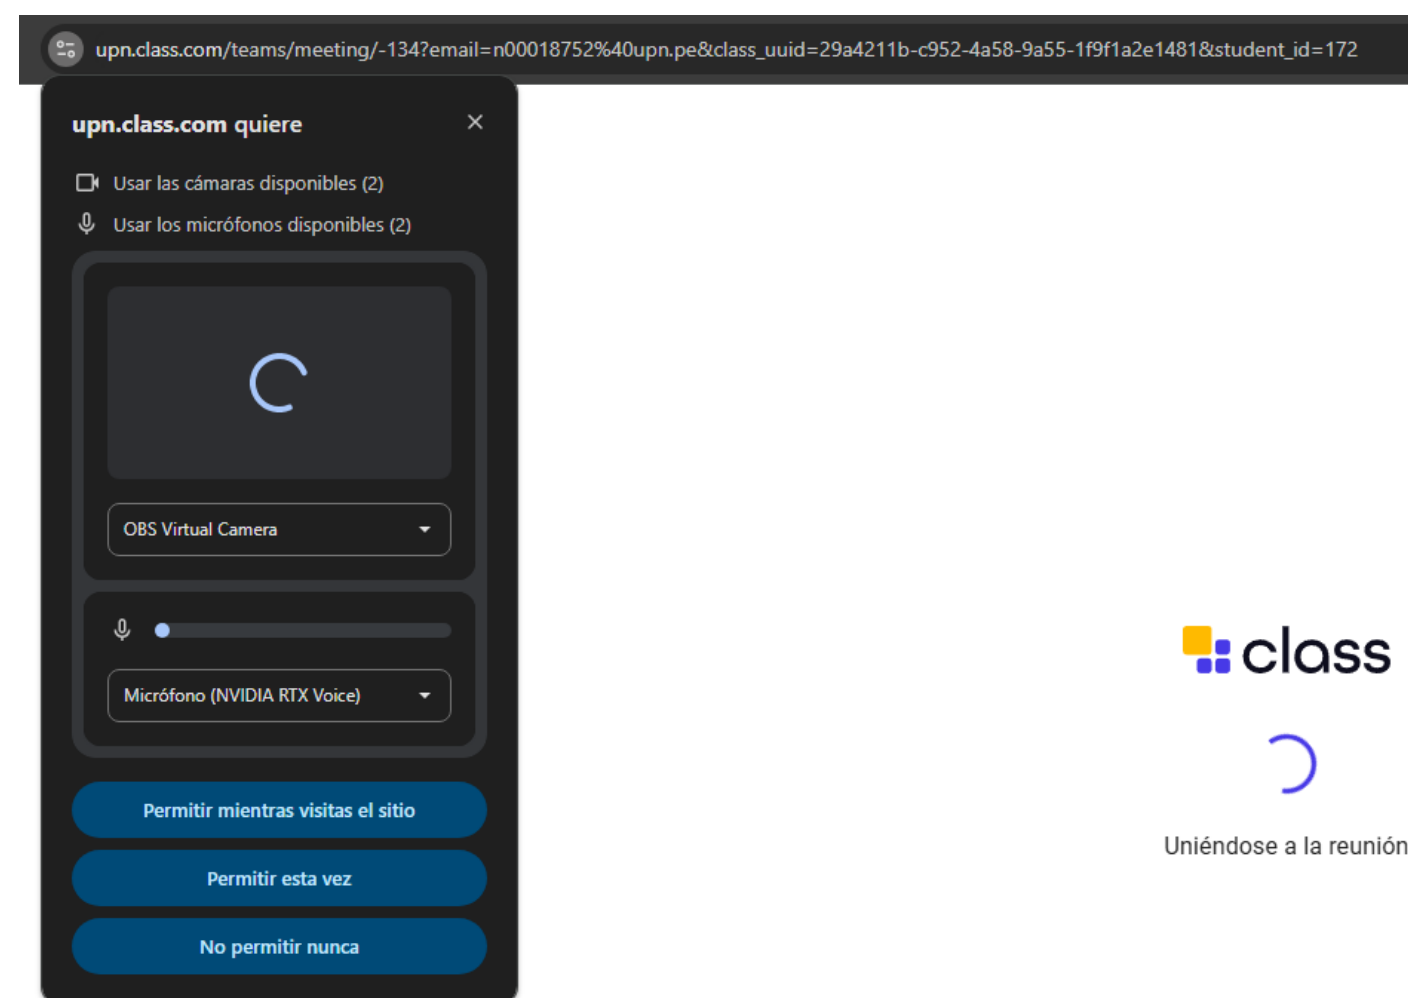 upn.class.com/teams/meeting/-134?email=n00018752%40upn.pe&class_uuid=29a4211b-c952-4a58-9a55-1f9f1a2e1481&student_id=172
upn.class.com quiere
Usar las cámaras disponibles (2)
Usar los micrófonos disponibles (2)
OBS Virtual Camera
Micrófono (NVIDIA RTX Voice)
Permitir mientras visitas el sitio
Permitir esta vez
No permitir nunca
class
Uniéndose a la reunión